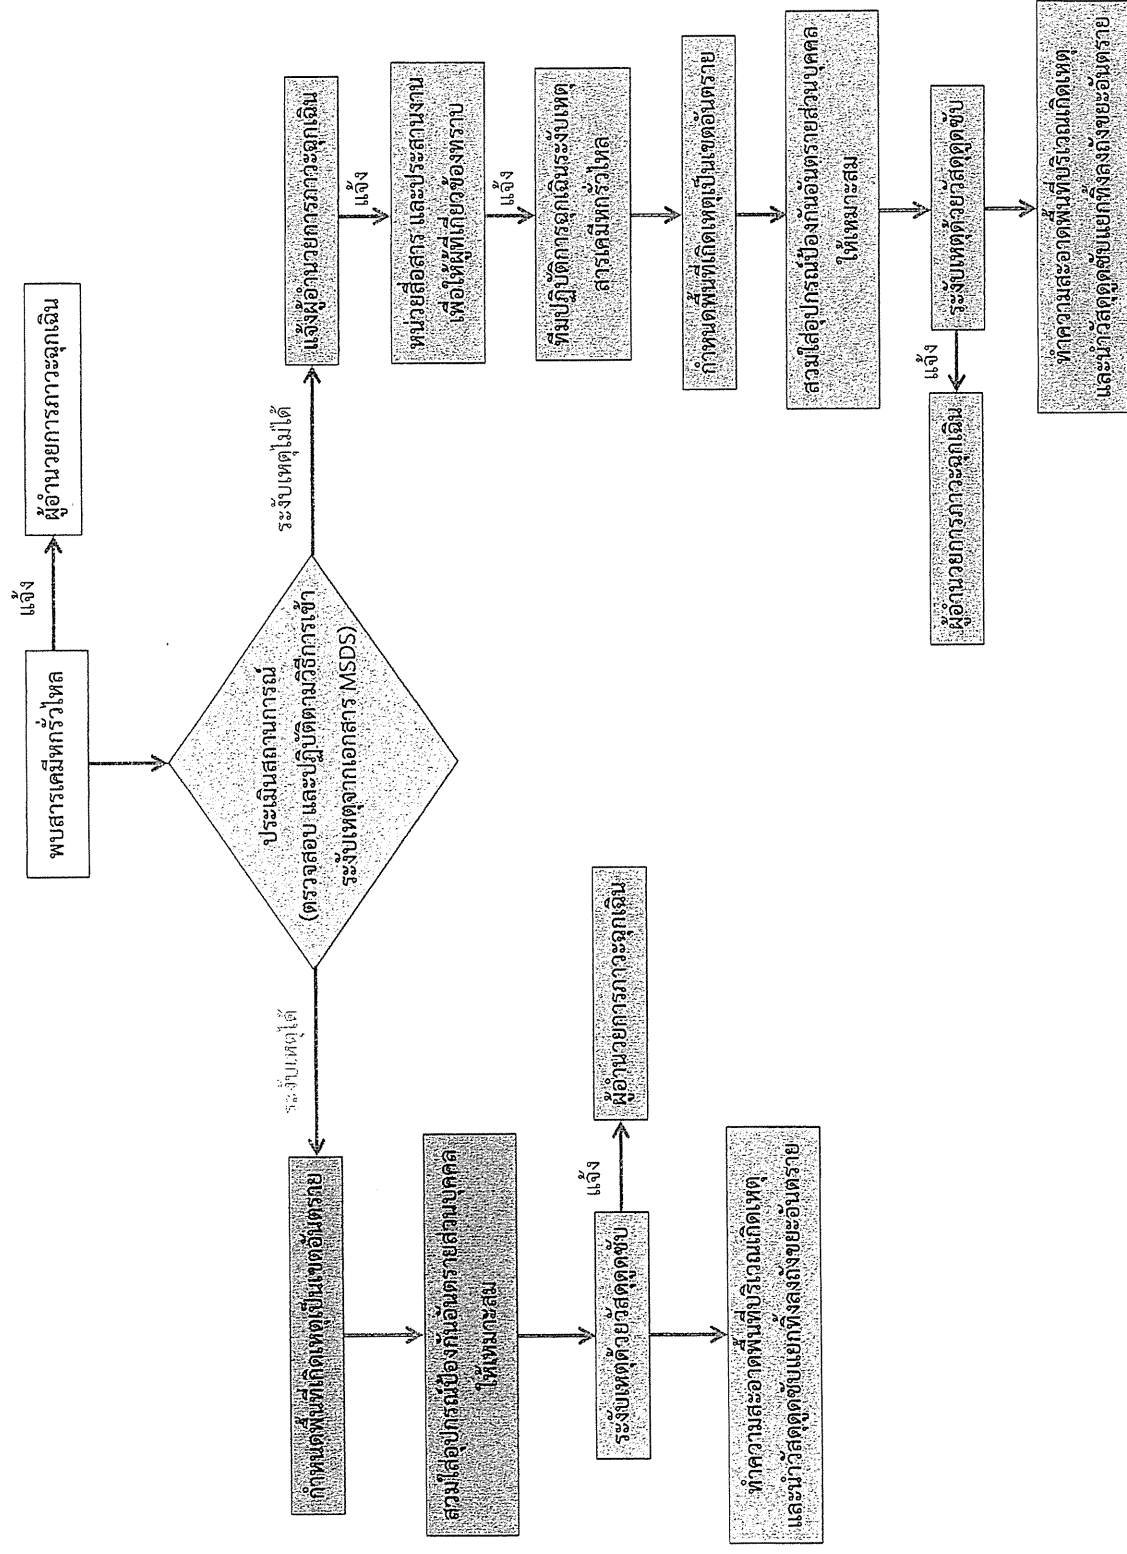 พบสารเคมีหกรั่วไหล
แจ้ง
ผู้อำนวยการภาวะฉุกเฉิน
ประเมินสถานการณ์
(ตรวจสอบ และปฏิบัติตามวิธีการเข้า
ระงับเหตุจากเอกสาร MSDS)
ระงับเหตุได้
กำหนดพื้นที่เกิดเหตุเป็นเขตอันตราย
สวมใส่อุปกรณ์ป้องกันอันตรายส่วนบุคคล
ให้เหมาะสม
ระงับเหตุด้วยวัสดุดูดซับ
แจ้ง
ผู้อำนวยการภาวะฉุกเฉิน
ทำความสะอาดพื้นที่บริเวณเกิดเหตุ
และนำวัสดุดูดซับแยกทิ้งลงถังขยะอันตราย
ระงับเหตุไม่ได้
แจ้งผู้อำนวยการภาวะฉุกเฉิน
แจ้ง
หน่วยสื่อสาร และประสานงาน
เพื่อให้ผู้ที่เกี่ยวข้องทราบ
แจ้ง
ทีมปฏิบัติการฉุกเฉินระงับเหตุ
สารเคมีหกรั่วไหล
กำหนดพื้นที่เกิดเหตุเป็นเขตอันตราย
สวมใส่อุปกรณ์ป้องกันอันตรายส่วนบุคคล
ให้เหมาะสม
ระงับเหตุด้วยวัสดุดูดซับ
แจ้ง
ผู้อำนวยการภาวะฉุกเฉิน
ทำความสะอาดพื้นที่บริเวณเกิดเหตุ
และนำวัสดุดูดซับแยกทิ้งลงถังขยะอันตราย